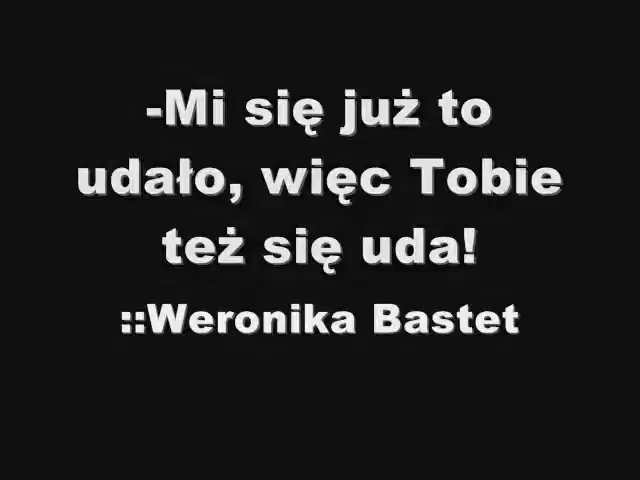 -Mi się już to
udało, więc Tobie
też się uda!
::Weronika Bastet